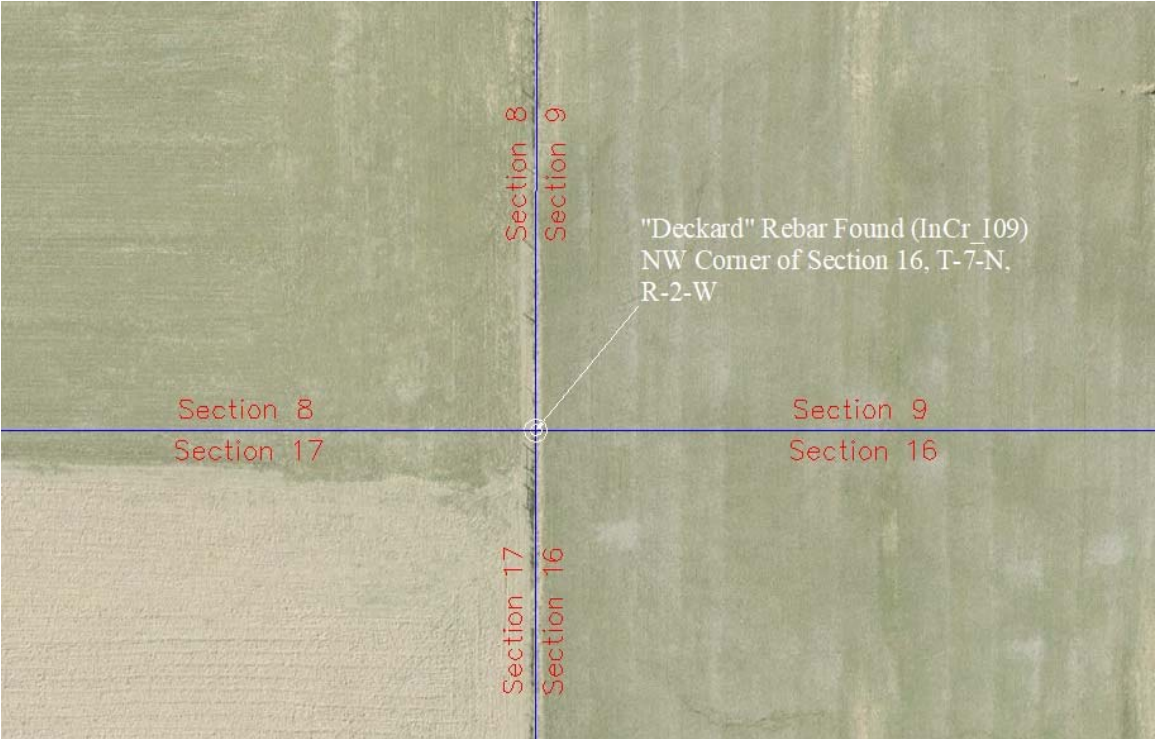 Section 8
Section 9
"Deckard" Rebar Found (InCr_I09)
NW Corner of Section 16, T-7-N,
R-2-W
Section 8
Section 9
Section 17
Section 16
Section 17
Section 16